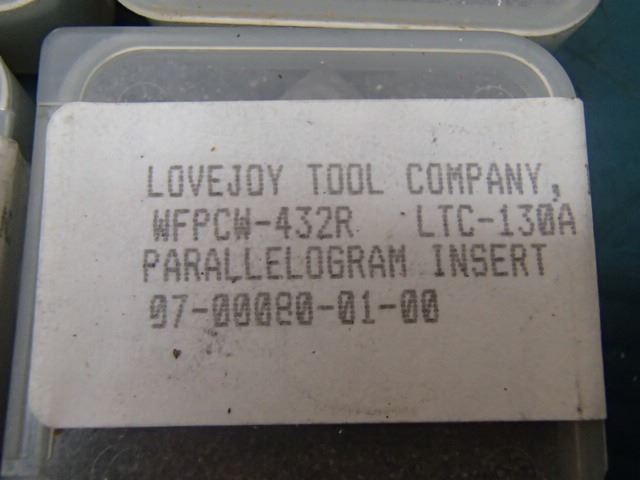 LOVEJOY TOOL COMPANY,
WFPCW-432R LTC-130A
PARALLELOGRAM INSERT
97-00080-01-00